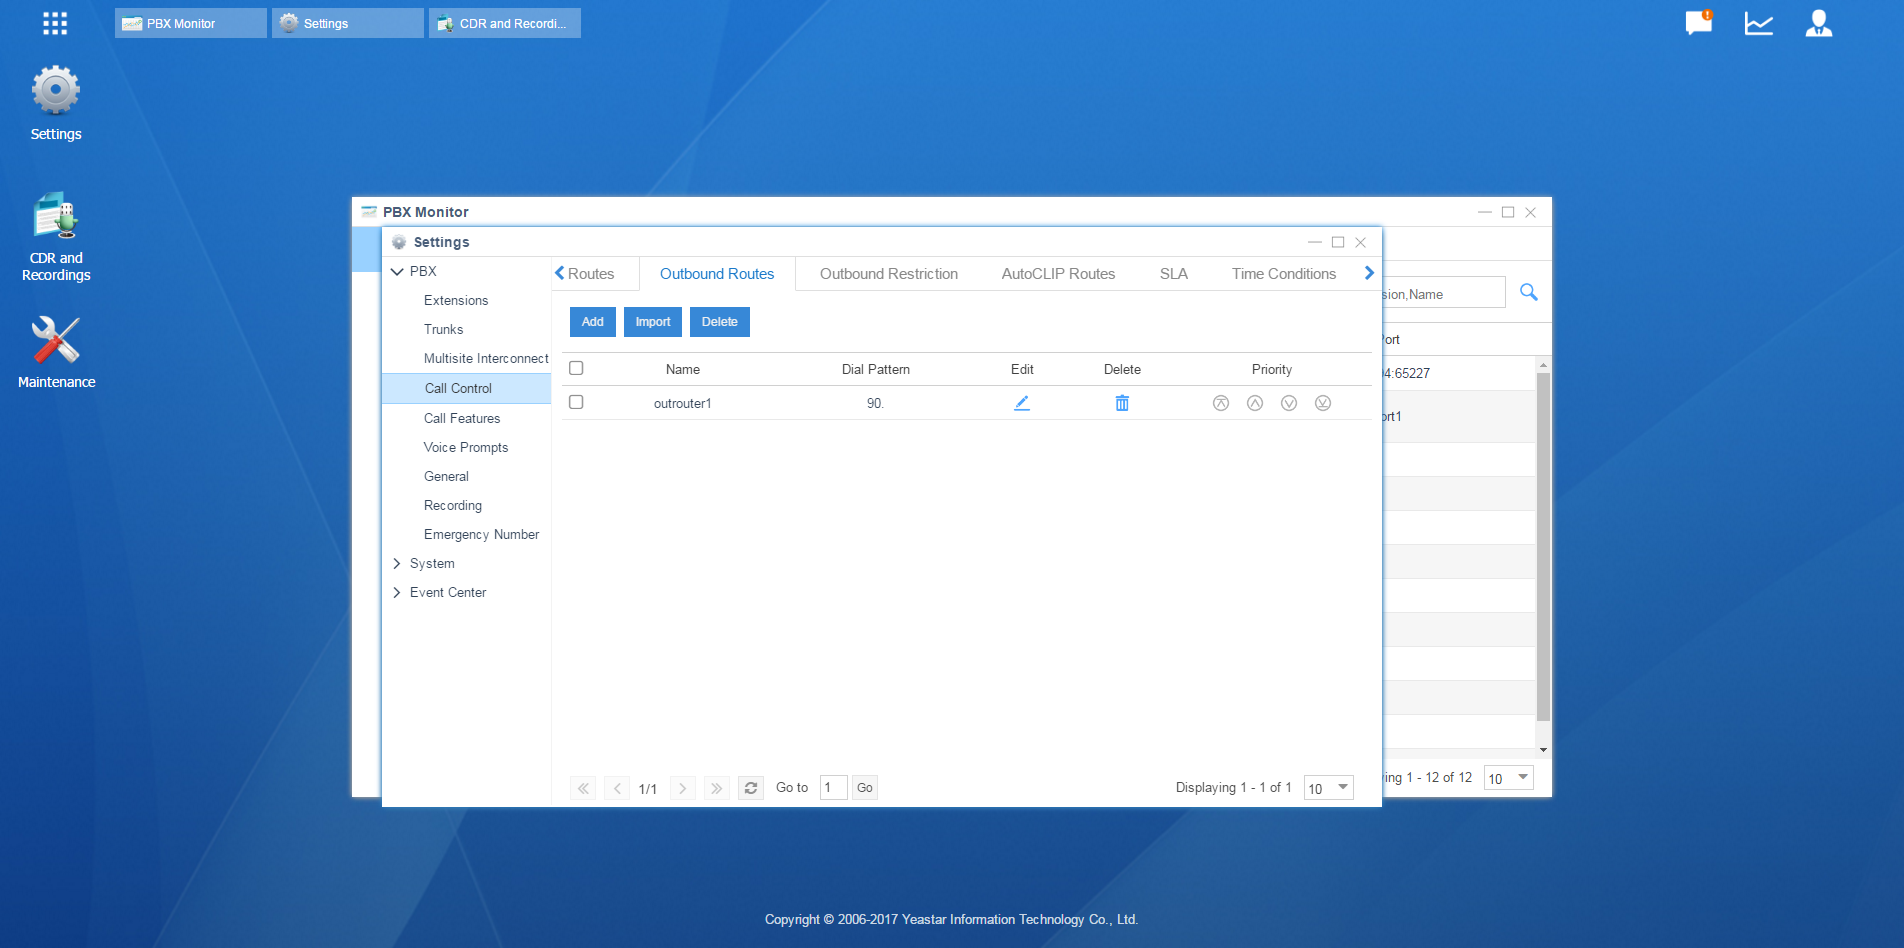 PBX Monitor
Settings
CDR and Recordi...
Settings
CDR and
Recordings
Maintenance
PBX Monitor
Settings
PBX
Extensions
Trunks
Multisite Interconnect
Call Control
Call Features
Voice Prompts
General
Recording
Emergency Number
System
Event Center
Routes
Outbound Routes
Outbound Restriction
AutoCLIP Routes
SLA
Time Conditions
Add
Import
Delete
Name
Dial Pattern
Edit
Delete
Priority
outrouter1
90.
1/1
Go to
1
Go
Displaying 1 - 1 of 1
10
sion,Name
Port
04:65227
ort1
ing 1 - 12 of 12
10
Copyright © 2006-2017 Yeastar Information Technology Co., Ltd.